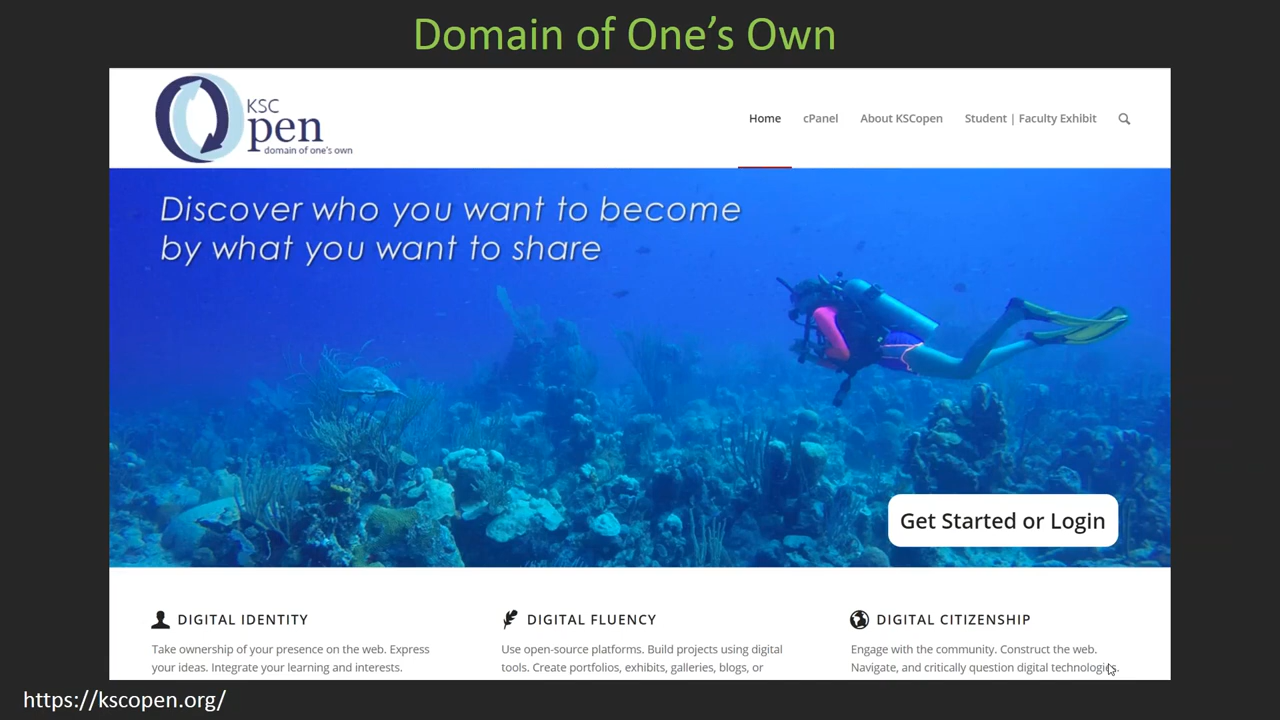 Domain of One’s Own
KSC
Open
domain of one's own
Home
cPanel
About KSCopen
Student | Faculty Exhibit
Discover who you want to become
by what you want to share
Get Started or Login
DIGITAL IDENTITY
Take ownership of your presence on the web. Express
your ideas. Integrate your learning and interests.
DIGITAL FLUENCY
Use open-source platforms. Build projects using digital
tools. Create portfolios, exhibits, galleries, blogs, or
DIGITAL CITIZENSHIP
Engage with the community. Construct the web.
Navigate, and critically question digital technologies.
https://kscopen.org/